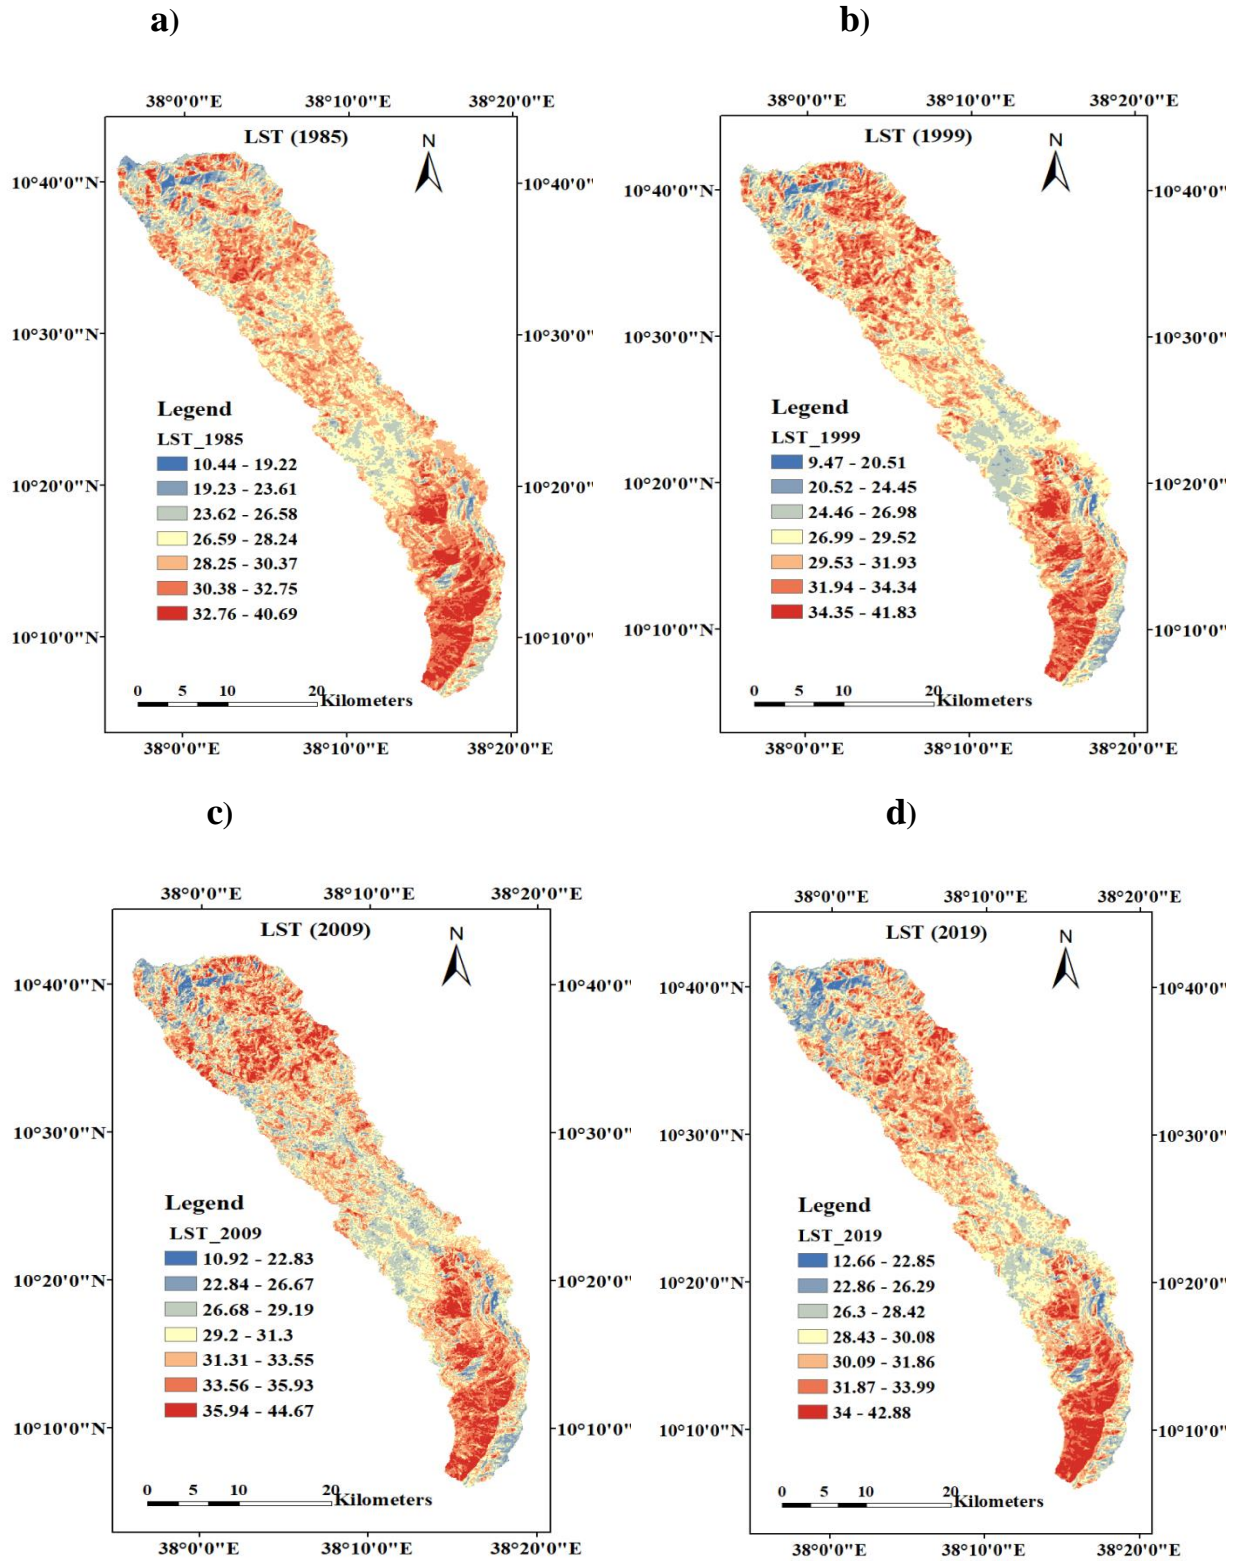 a)
38°0'0"E 38°10'0"E 38°20'0"E
LST (1985)
N
10°40'0"N 10°40'0"
10°30'0"N 10°30'0"
Legend
LST_1985
10.44 - 19.22
19.23 - 23.61
23.62 - 26.58
26.59 - 28.24
28.25 - 30.37
30.38 - 32.75
32.76 - 40.69
10°20'0"N 10°20'0"
10°10'0"N 10°10'0"
0 5 10 20
Kilometers
38°0'0"E 38°10'0"E 38°20'0"E
b)
38°0'0"E 38°10'0"E 38°20'0"E
LST (1999)
N
10°40'0"N 10°40'0"
10°30'0"N 10°30'0"
Legend
LST_1999
9.47 - 20.51
20.52 - 24.45
24.46 - 26.98
26.99 - 29.52
29.53 - 31.93
31.94 - 34.34
34.35 - 41.83
10°20'0"N 10°20'0"
10°10'0"N 10°10'0"
0 5 10 20
Kilometers
38°0'0"E 38°10'0"E 38°20'0"E
c)
38°0'0"E 38°10'0"E 38°20'0"E
LST (2009)
N
10°40'0"N 10°40'0"
10°30'0"N 10°30'0"
Legend
LST_2009
10.92 - 22.83
22.84 - 26.67
26.68 - 29.19
29.2 - 31.3
31.31 - 33.55
33.56 - 35.93
35.94 - 44.67
10°20'0"N 10°20'0"
10°10'0"N 10°10'0"
0 5 10 20
Kilometers
38°0'0"E 38°10'0"E 38°20'0"E
d)
38°0'0"E 38°10'0"E 38°20'0"E
LST (2019)
N
10°40'0"N 10°40'0"
10°30'0"N 10°30'0"
Legend
LST_2019
12.66 - 22.85
22.86 - 26.29
26.3 - 28.42
28.43 - 30.08
30.09 - 31.86
31.87 - 33.99
34 - 42.88
10°20'0"N 10°20'0"
10°10'0"N 10°10'0"
0 5 10 20
Kilometers
38°0'0"E 38°10'0"E 38°20'0"E